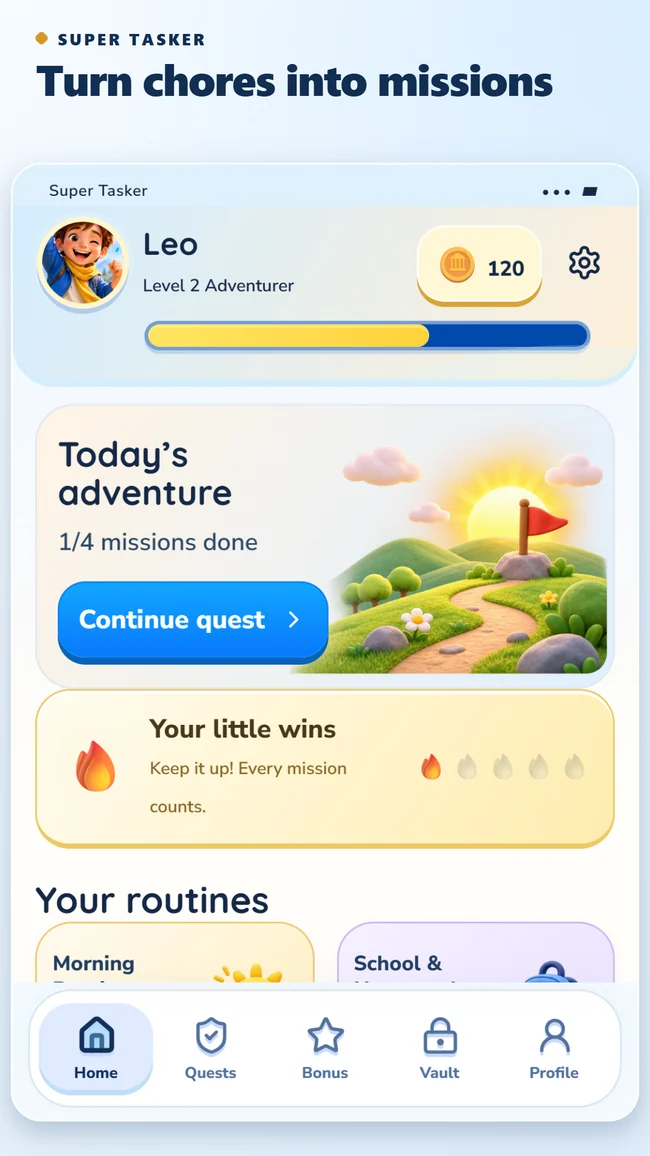 SUPER TASKER
Turn chores into missions
Super Tasker
Leo
Level 2 Adventurer
120
Today's
adventure
1/4 missions done
Continue quest
Your little wins
Keep it up! Every mission
counts.
Your routines
Morning
School &
Home
Quests
Bonus
Vault
Profile